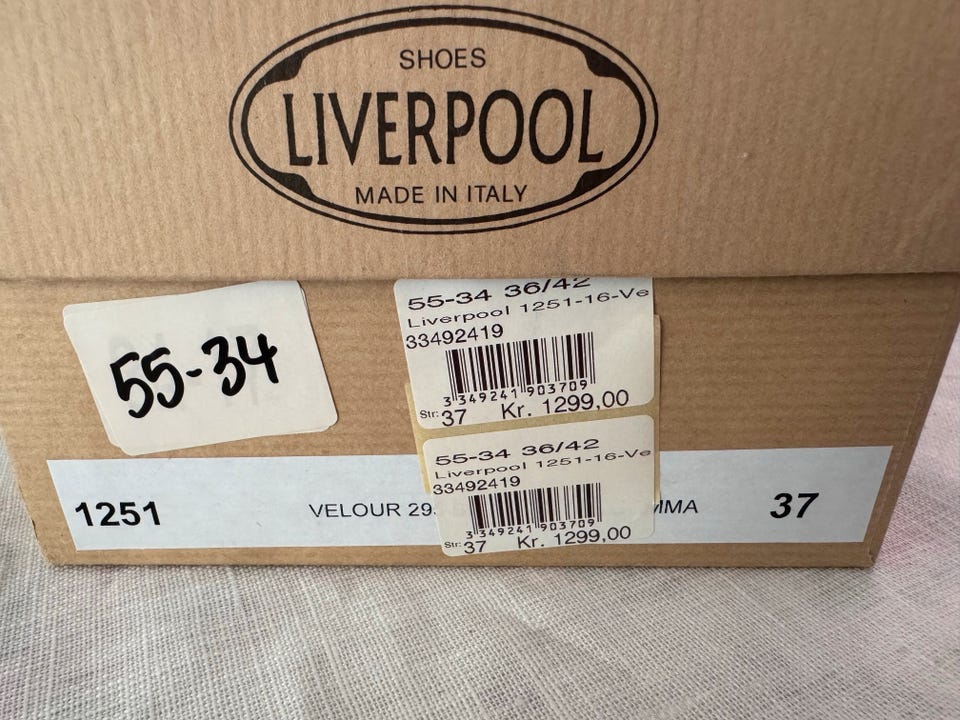 SHOES
LIVERPOOL
MADE IN ITALY
55-34
55-34 36/42
Liverpool 1251-16-Ve
33492419
3 349241 903709
Str: 37 Kr. 1299,00
55-34 36/42
Liverpool 1251-16-Ve
33492419
3 349241 903709
Str: 37 Kr. 1299,00
1251 VELOUR 37